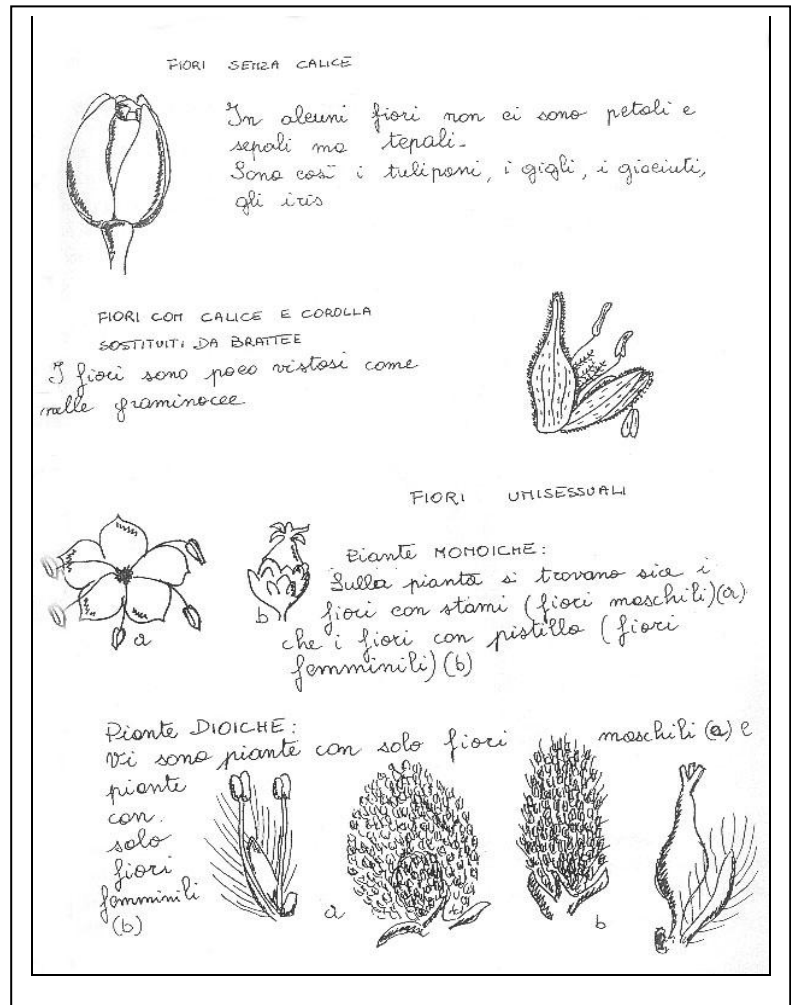 FIORI SENZA CALICE
In alcuni fiori non ci sono petali e
sepali ma tepali.
Sono così i tulipani, i gigli, i giacinti,
gli iris
FIORI CON CALICE E COROLLA
SOSTITUITI DA BRATTEE
I fiori sono poco vistosi come
nelle graminacee
FIORI UNISESSUALI
Piante MONOICHE:
Sulla pianta si trovano sia i
fiori con stami (fiori maschili)(a)
che i fiori con pistillo (fiori
femminili)(b)
a
b
Piante DIOICHE:
Vi sono piante con solo fiori maschili (a) e
piante
con
solo
fiori
femminili
(b)
a
b